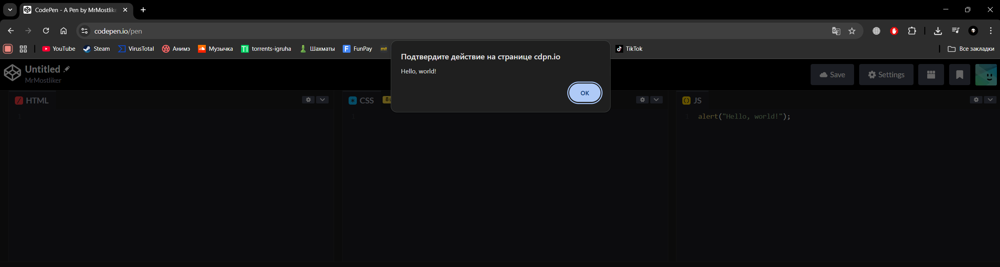 CodePen - A Pen by MrMostlike
codepen.io/pen
YouTube Steam VirusTotal Анимэ Музычка torrents-igruha Шахматы FunPay mt TikTok Все закладки
Подтвердите действие на странице cdpn.io
Hello, world!
OK
Untitled
MrMostliker
Save Settings
HTML
CSS 8
JS
1
1
1 alert("Hello, world!");